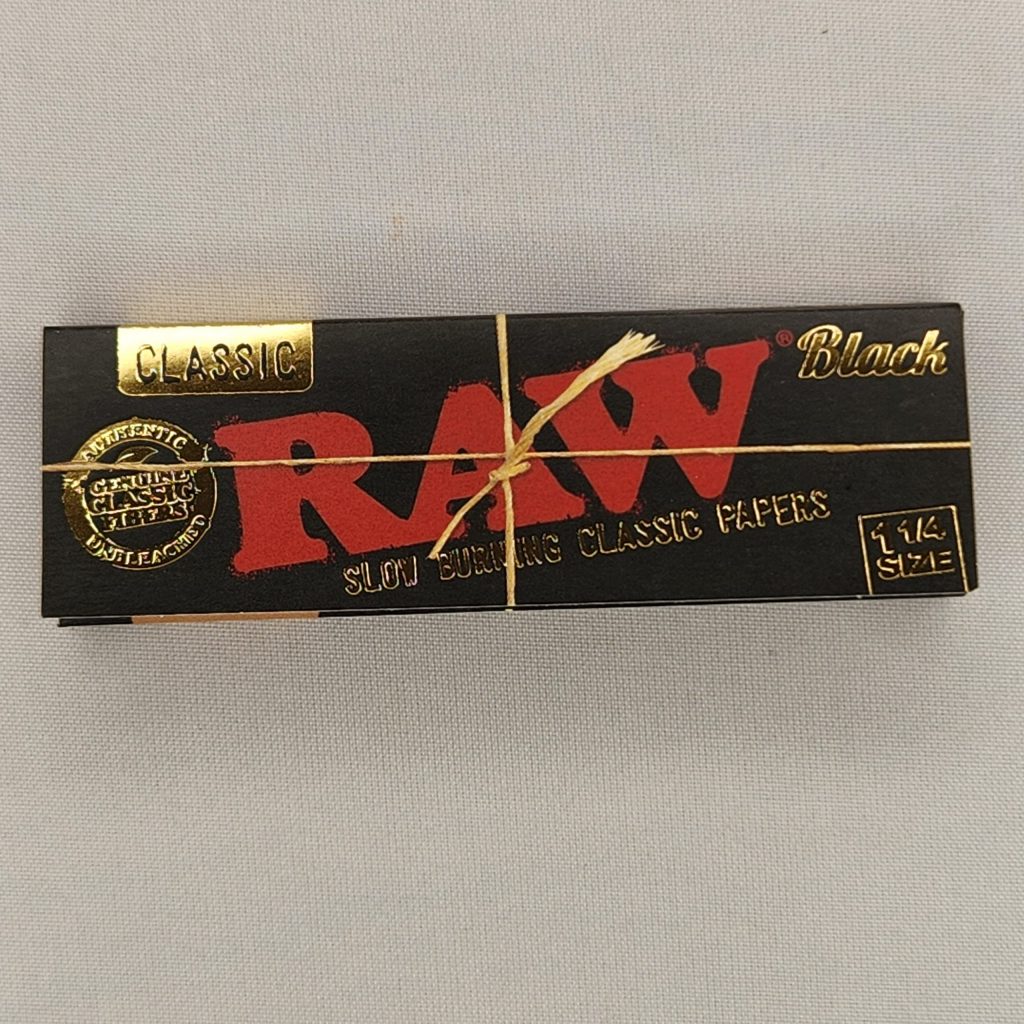 CLASSIC
RAW®
Black
AUTHENTIC
GENUINE
CLASSIC
FIBERS
UNBLEACHED
SLOW BURNING CLASSIC PAPERS
1 1/4
SIZE